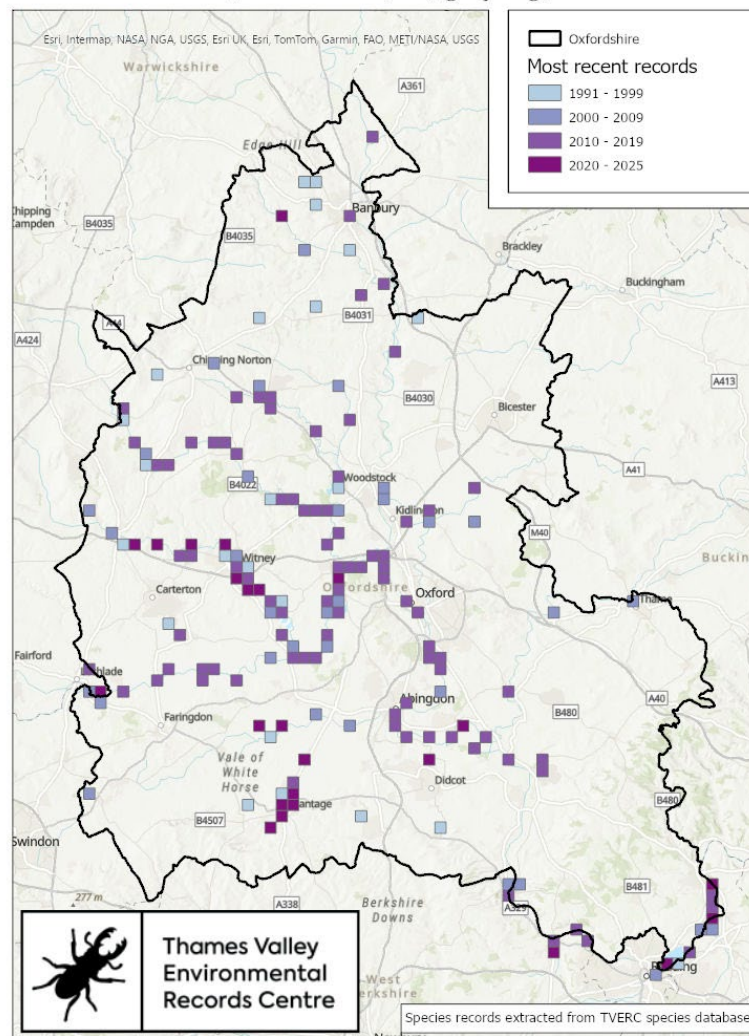 Esri, Intermap, NASA, NGA, USGS, Esri UK, Esri, TomTom, Garmin, FAO, METI/NASA, USGS
Oxfordshire
Most recent records
1991 - 1999
2000 - 2009
2010 - 2019
2020 - 2025
Warwickshire
A361
Edge Hill
Chipping
Campden
B4035
Banbury
B4035
Brackley
Buckingham
A44
B4031
A424
Chipping Norton
A413
B4030
Bicester
A41
Woodstock
B4022
Kidlington
M40
Witney
Oxfordshire
Carterton
Oxford
Thame
Fairford
hlade
A40
Abingdon
B480
Faringdon
Vale of
White
Horse
Didcot
B480
antage
B4507
Swindon
277 m
A338
Berkshire
Downs
A329
B481
Thames Valley
Environmental
Records Centre
West
erkshire
Species records extracted from TVERC species database